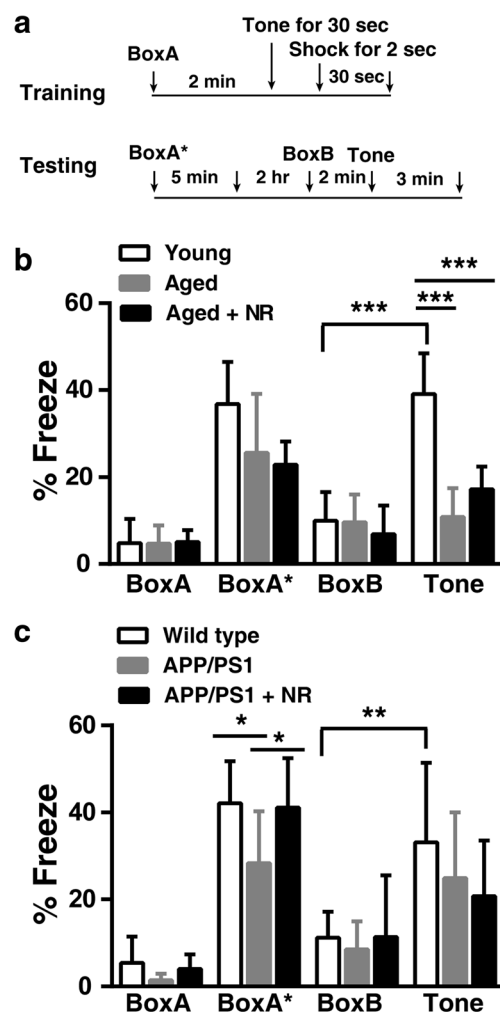 a
Tone for 30 sec
BoxA
Shock for 2 sec
Training
2 min
30 sec
Testing
BoxA*
BoxB Tone
5 min 2 hr 2 min 3 min
b
Young
Aged
Aged + NR
***
***
***
% Freeze
60
40
20
0
BoxA BoxA* BoxB Tone
c
Wild type
APP/PS1
APP/PS1 + NR
*
*
**
% Freeze
60
40
20
0
BoxA BoxA* BoxB Tone